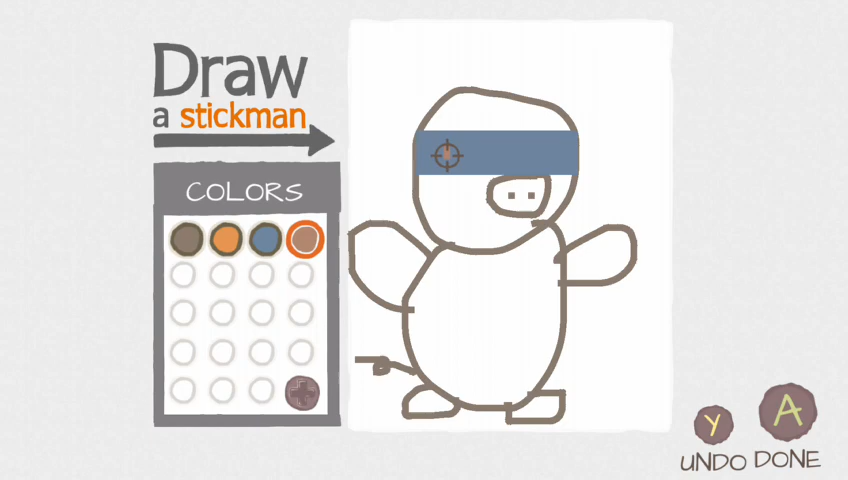 Draw
a stickman
COLORS
Y
A
UNDO DONE